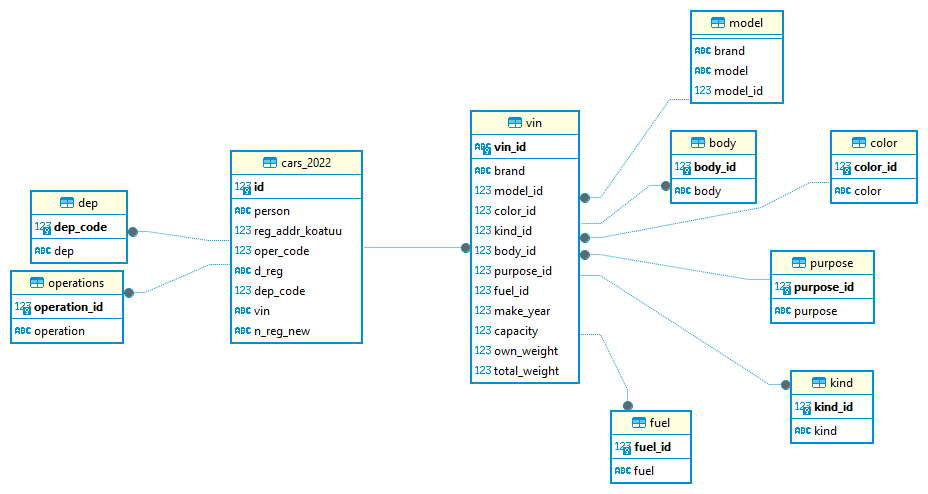 model
ABC brand
ABC model
123 model_id
vin
ABC vin_id
ABC brand
123 model_id
123 color_id
123 kind_id
123 body_id
123 purpose_id
123 fuel_id
123 make_year
123 capacity
123 own_weight
123 total_weight
body
123 body_id
ABC body
color
123 color_id
ABC color
cars_2022
123 id
ABC person
123 reg_addr_koatuu
123 oper_code
ABC d_reg
123 dep_code
ABC vin
ABC n_reg_new
dep
123 dep_code
ABC dep
operations
123 operation_id
ABC operation
purpose
123 purpose_id
ABC purpose
kind
123 kind_id
ABC kind
fuel
123 fuel_id
ABC fuel